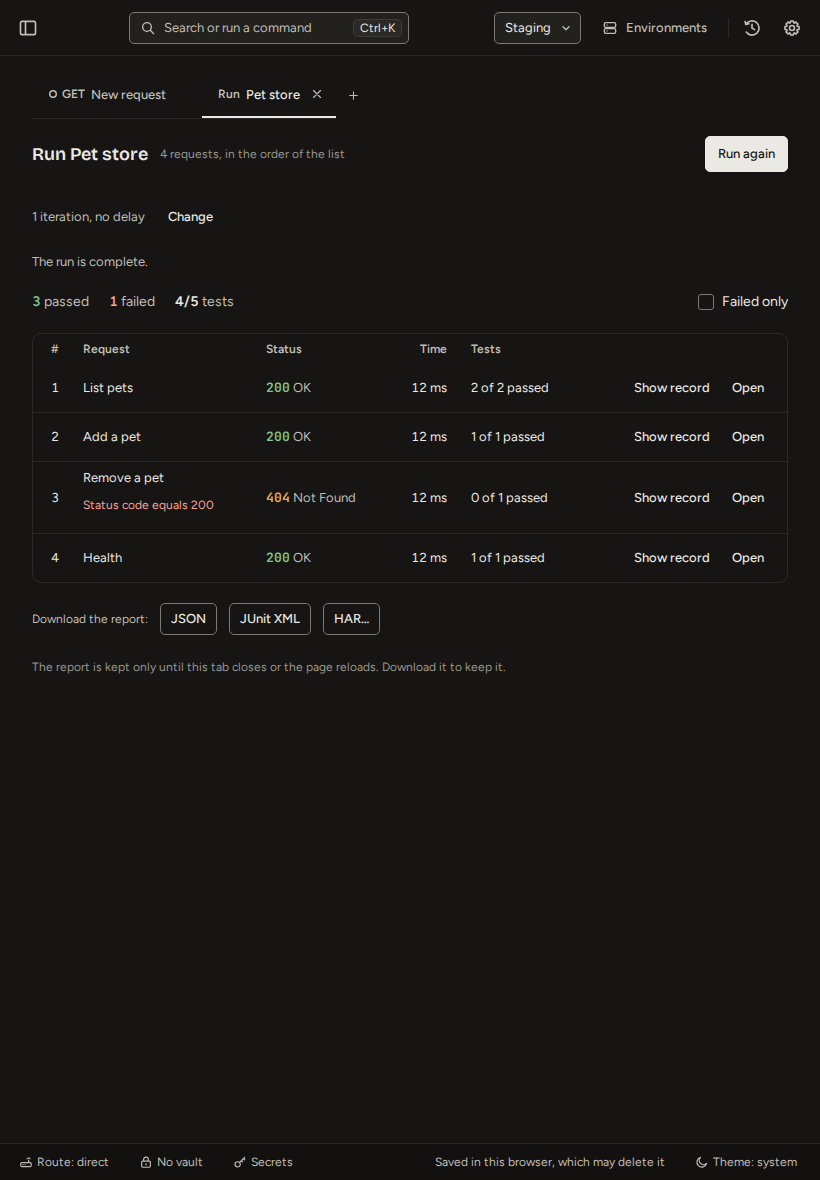 Search or run a command Ctrl+K Staging Environments
GET New request Run Pet store
Run Pet store 4 requests, in the order of the list Run again
1 iteration, no delay Change
The run is complete.
3 passed 1 failed 4/5 tests Failed only
# Request Status Time Tests
1 List pets 200 OK 12 ms 2 of 2 passed Show record Open
2 Add a pet 200 OK 12 ms 1 of 1 passed Show record Open
Remove a pet
3 404 Not Found 12 ms 0 of 1 passed Show record Open
Status code equals 200
4 Health 200 OK 12 ms 1 of 1 passed Show record Open
Download the report: JSON JUnit XML HAR...
The report is kept only until this tab closes or the page reloads. Download it to keep it.
Route: direct No vault Secrets Saved in this browser, which may delete it Theme: system